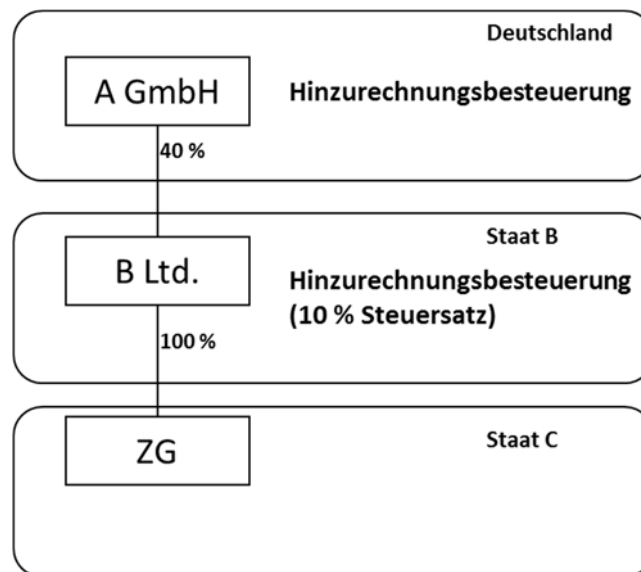 Deutschland
A GmbH
Hinzurechnungsbesteuerung
40 %
Staat B
B Ltd.
Hinzurechnungsbesteuerung
(10 % Steuersatz)
100 %
Staat C
ZG